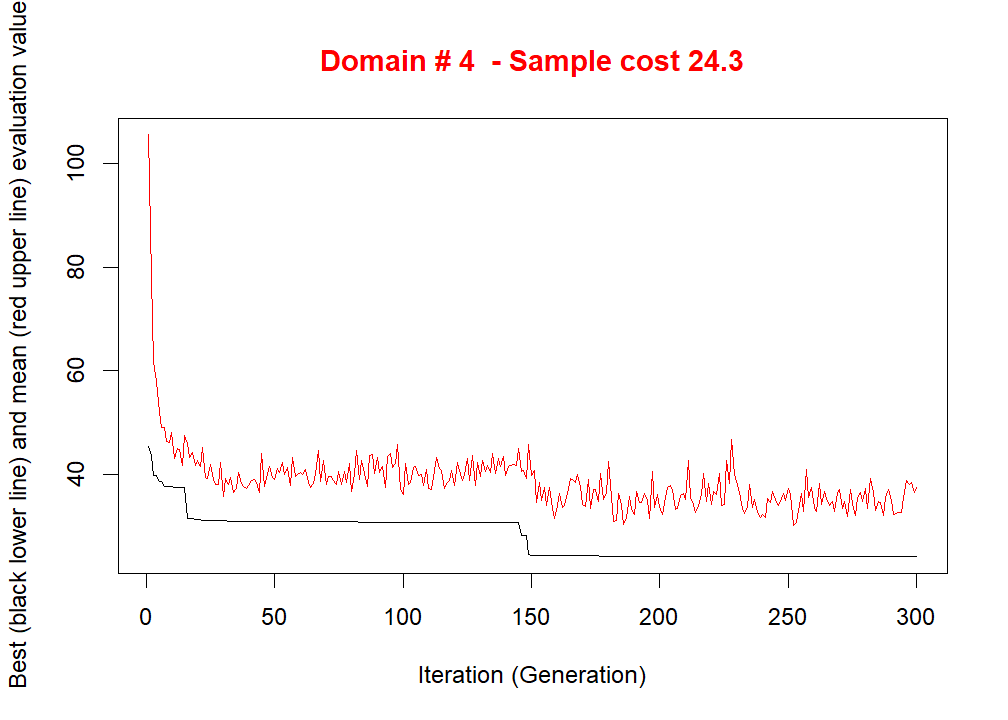 Domain # 4  - Sample cost 24.3
Best (black lower line) and mean (red upper line) evaluation value
100
80
60
40
0 50 100 150 200 250 300
Iteration (Generation)